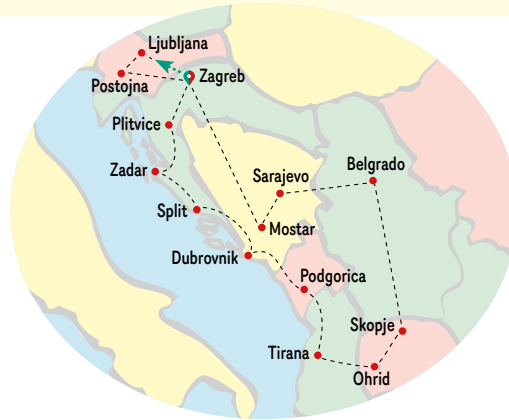 Ljubljana
Zagreb
Postojna
Plitvice
Zadar
Sarajevo
Belgrado
Split
Mostar
Dubrovnik
Podgorica
Skopje
Tirana
Ohrid